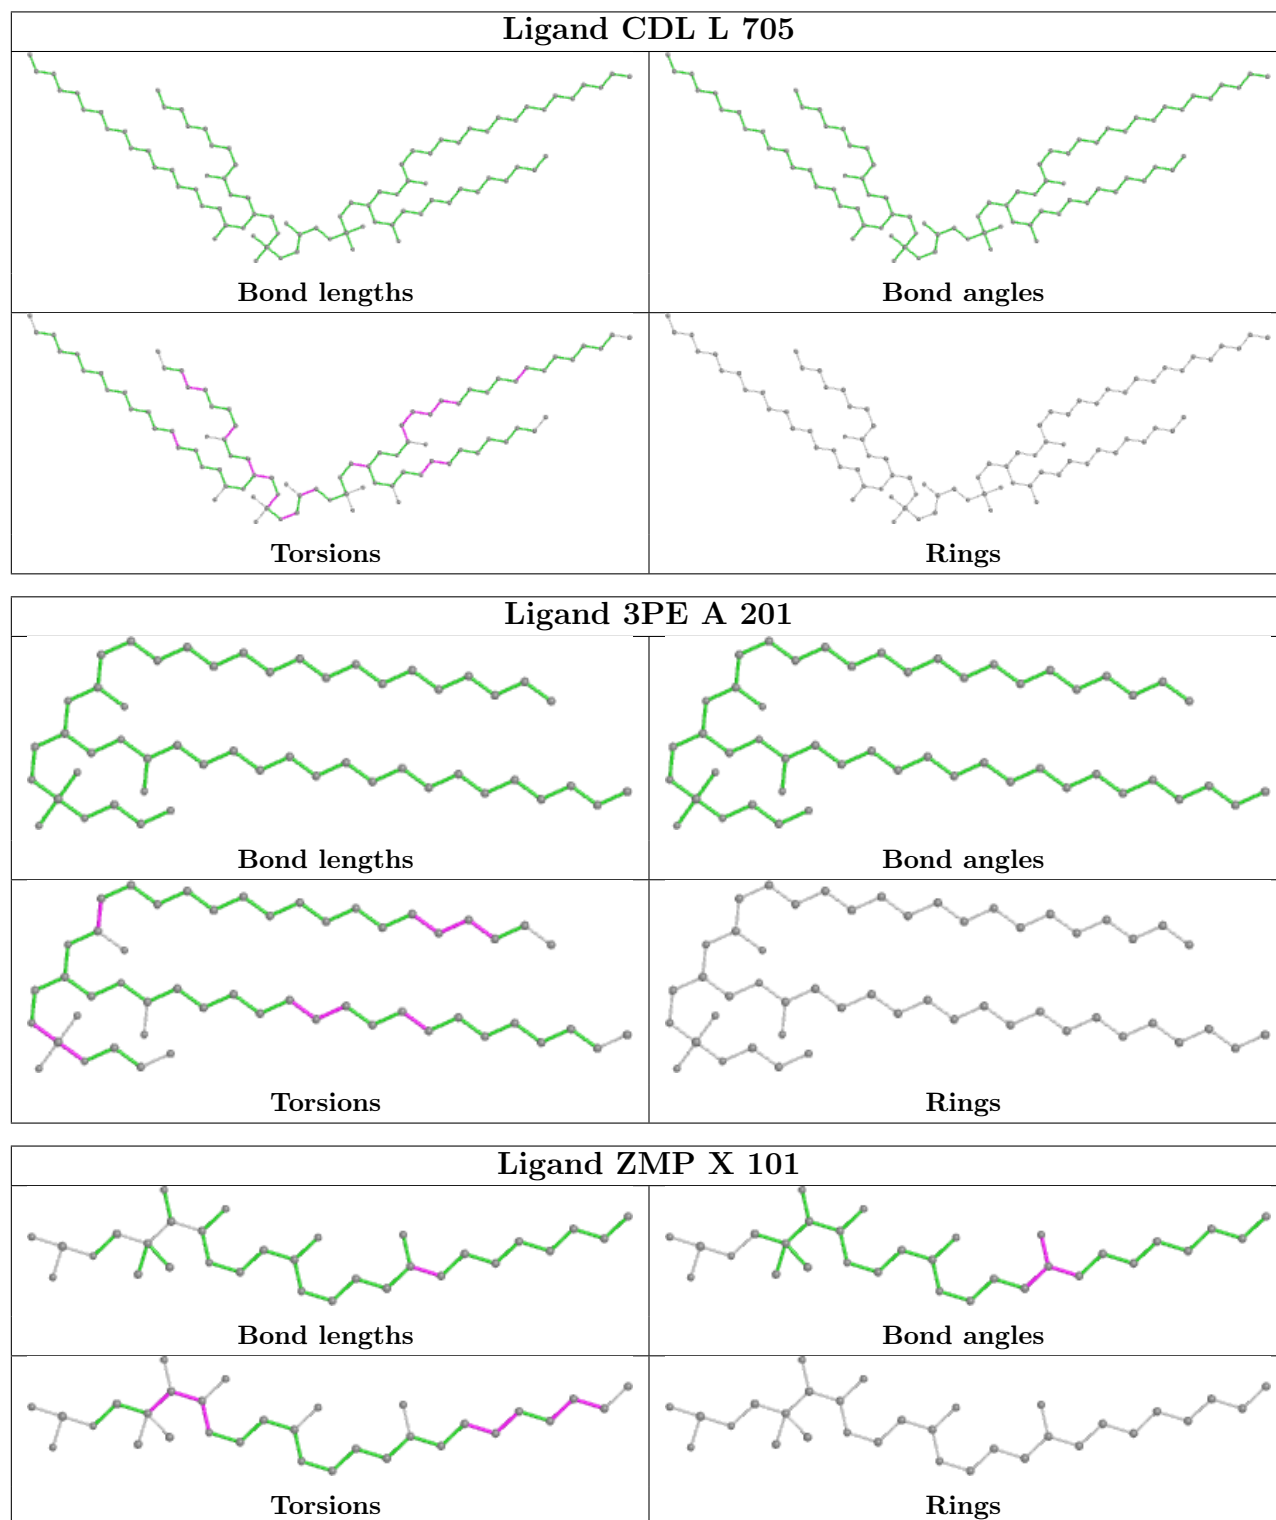 Ligand CDL L 705
Bond lengths
Bond angles
Torsions
Rings
Ligand 3PE A 201
Bond lengths
Bond angles
Torsions
Rings
Ligand ZMP X 101
Bond lengths
Bond angles
Torsions
Rings